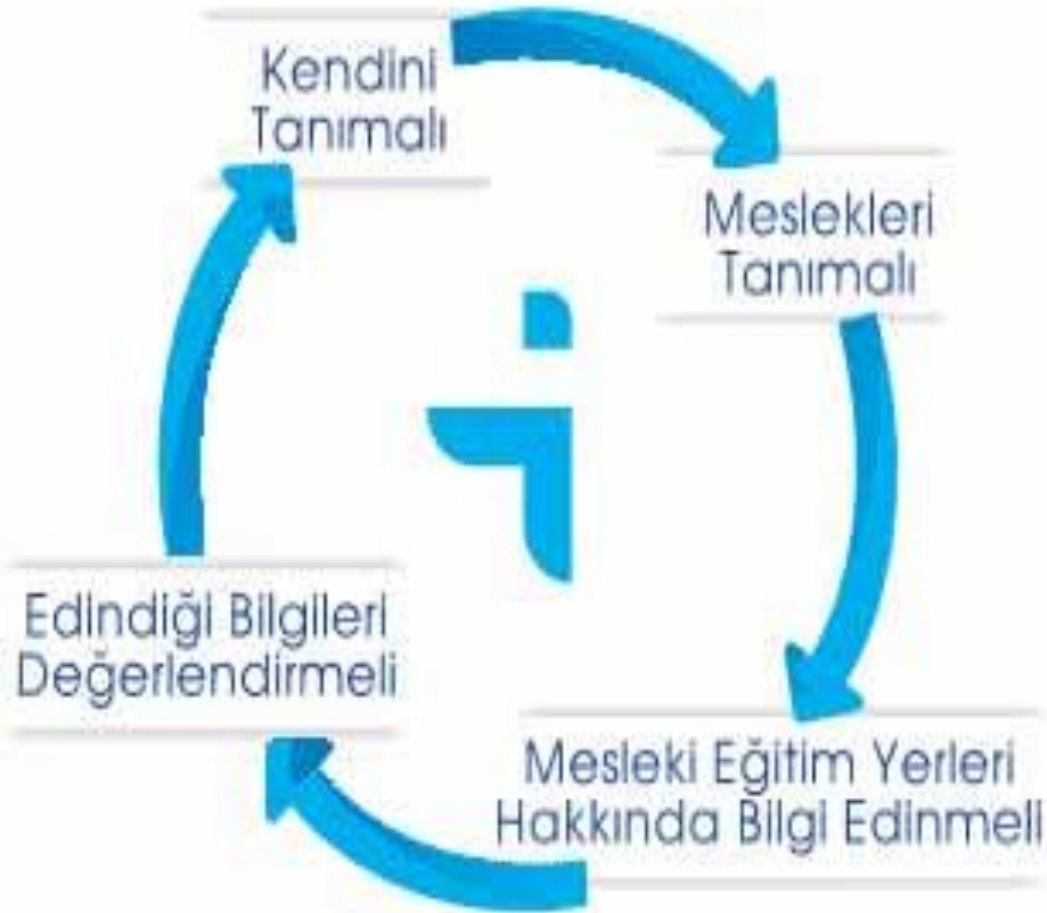 Kendini
Tanımalı
Meslekleri
Tanımalı
Mesleki Eğitim Yerleri
Hakkında Bilgi Edinmeli
Edindiği Bilgileri
Değerlendirmeli